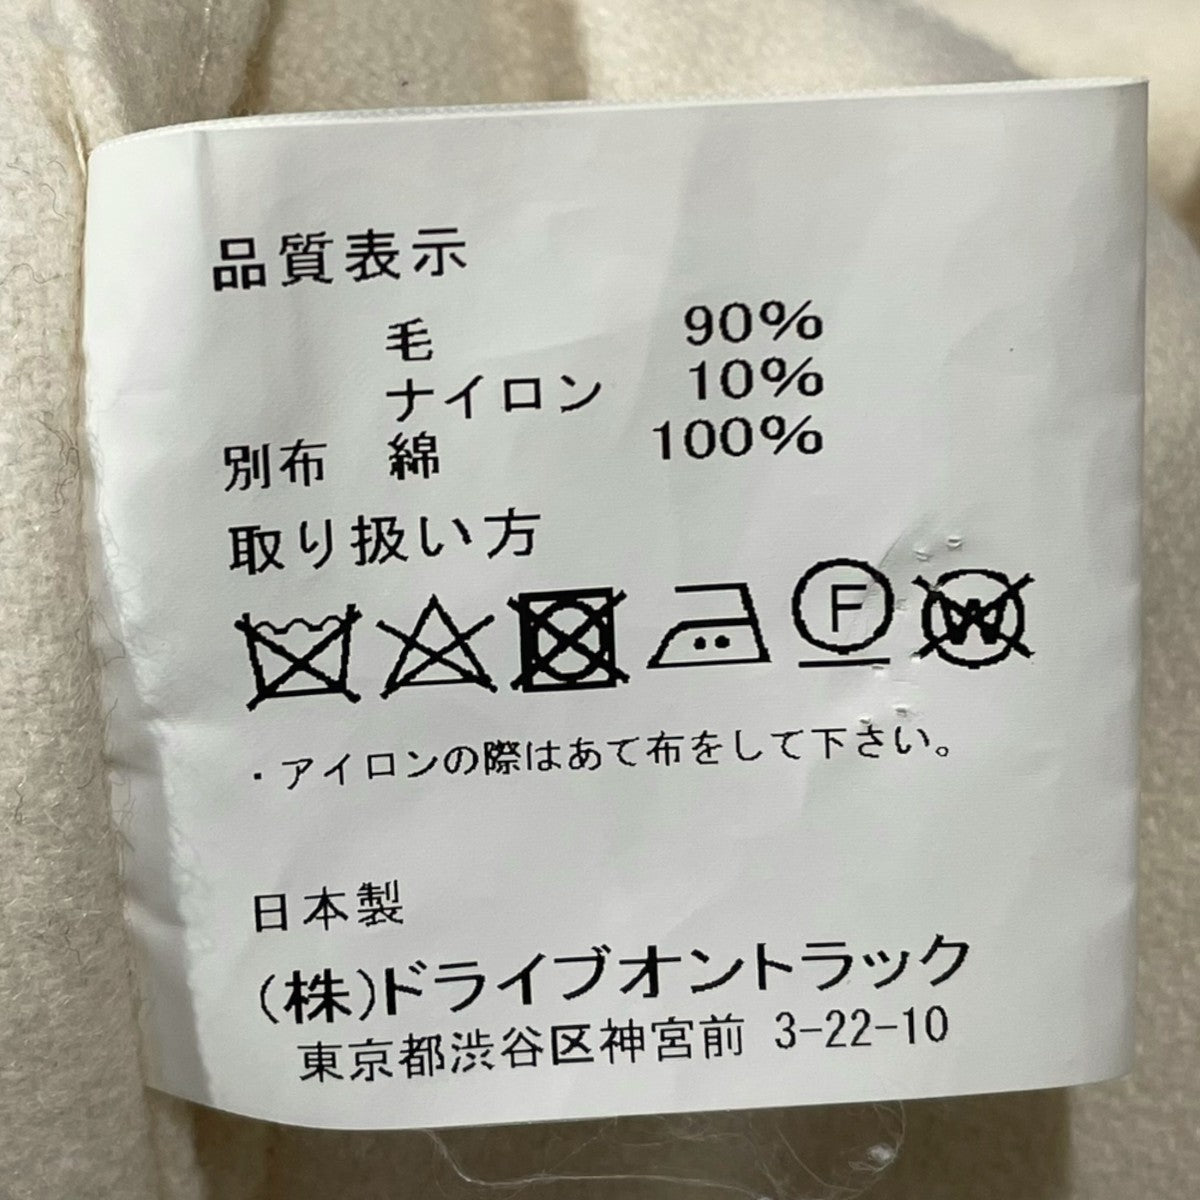 品質表示
毛 90%
ナイロン 10%
別布 綿 100%
取り扱い方
F W
・アイロンの際はあて布をして下さい。
日本製
(株)ドライブオントラック
東京都渋谷区神宮前 3-22-10